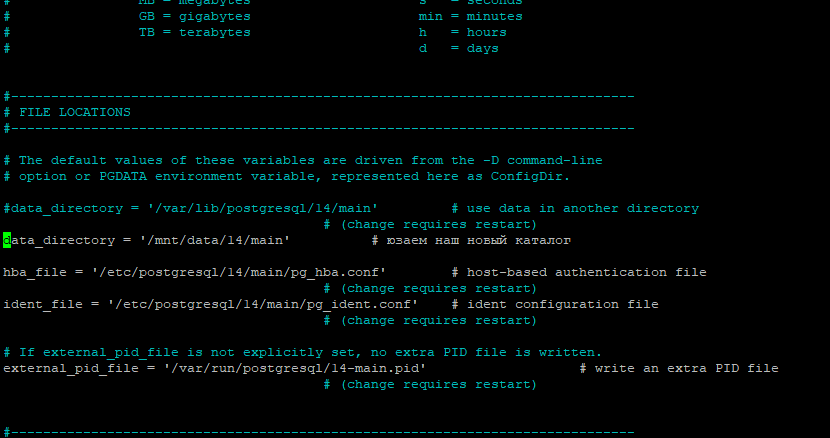 #                MB = megabytes                     s   = seconds
#                GB = gigabytes                     min = minutes
#                TB = terabytes                     h   = hours
#                                                   d   = days
#------------------------------------------------------------------------------
# FILE LOCATIONS
#------------------------------------------------------------------------------
# The default values of these variables are driven from the -D command-line
# option or PGDATA environment variable, represented here as ConfigDir.
#data_directory = '/var/lib/postgresql/14/main'         # use data in another directory
                                        # (change requires restart)
data_directory = '/mnt/data/14/main'          # юзаем наш новый каталог
hba_file = '/etc/postgresql/14/main/pg_hba.conf'        # host-based authentication file
                                        # (change requires restart)
ident_file = '/etc/postgresql/14/main/pg_ident.conf'    # ident configuration file
                                        # (change requires restart)
# If external_pid_file is not explicitly set, no extra PID file is written.
external_pid_file = '/var/run/postgresql/14-main.pid'                   # write an extra PID file
                                        # (change requires restart)
#------------------------------------------------------------------------------